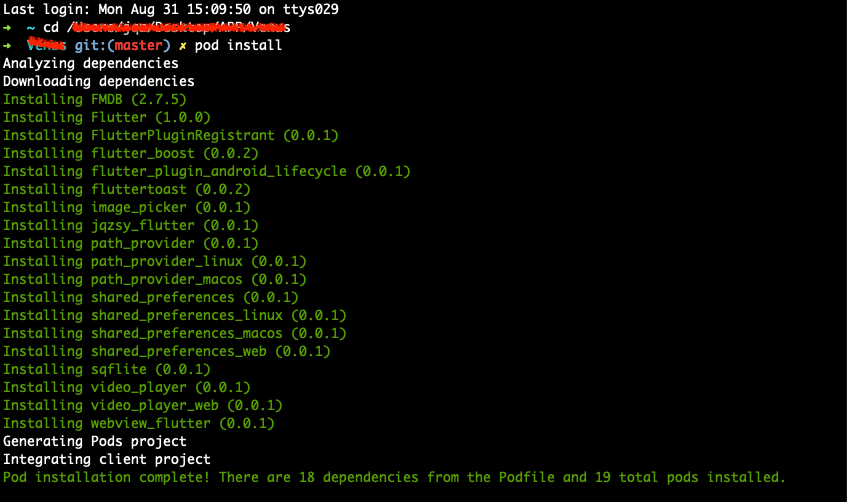 Last login: Mon Aug 31 15:09:50 on ttys029
➜ ~ cd /Users/jqz/Desktop/APP/Venus
➜ Venus git:(master) ✗ pod install
Analyzing dependencies
Downloading dependencies
Installing FMDB (2.7.5)
Installing Flutter (1.0.0)
Installing FlutterPluginRegistrant (0.0.1)
Installing flutter_boost (0.0.2)
Installing flutter_plugin_android_lifecycle (0.0.1)
Installing fluttertoast (0.0.2)
Installing image_picker (0.0.1)
Installing jqzsy_flutter (0.0.1)
Installing path_provider (0.0.1)
Installing path_provider_linux (0.0.1)
Installing path_provider_macos (0.0.1)
Installing shared_preferences (0.0.1)
Installing shared_preferences_linux (0.0.1)
Installing shared_preferences_macos (0.0.1)
Installing shared_preferences_web (0.0.1)
Installing sqflite (0.0.1)
Installing video_player (0.0.1)
Installing video_player_web (0.0.1)
Installing webview_flutter (0.0.1)
Generating Pods project
Integrating client project
Pod installation complete! There are 18 dependencies from the Podfile and 19 total pods installed.